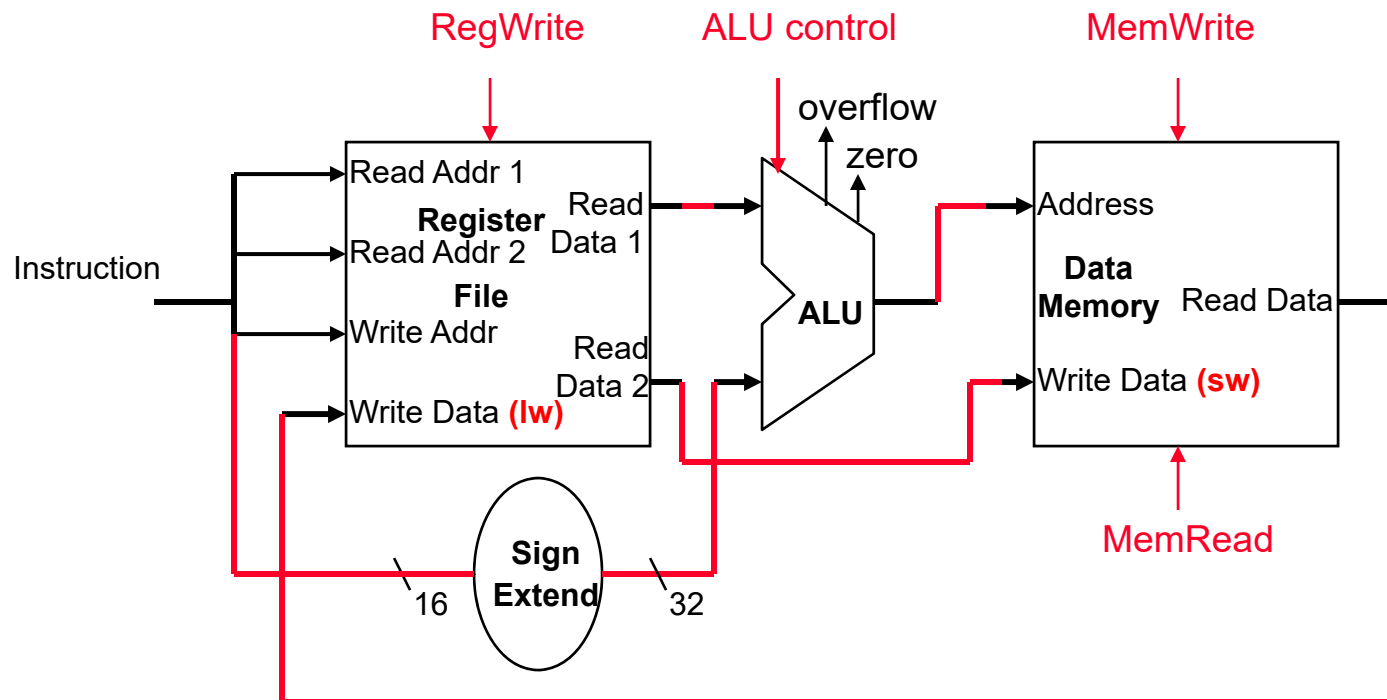 RegWrite
ALU control
MemWrite
overflow
zero
Instruction
Read Addr 1
Register
Read Addr 2
File
Write Addr
Write Data (lw)
Read
Data 1
Read
Data 2
ALU
Address
Data
Memory
Read Data
Write Data (sw)
MemRead
Sign
Extend
16
32